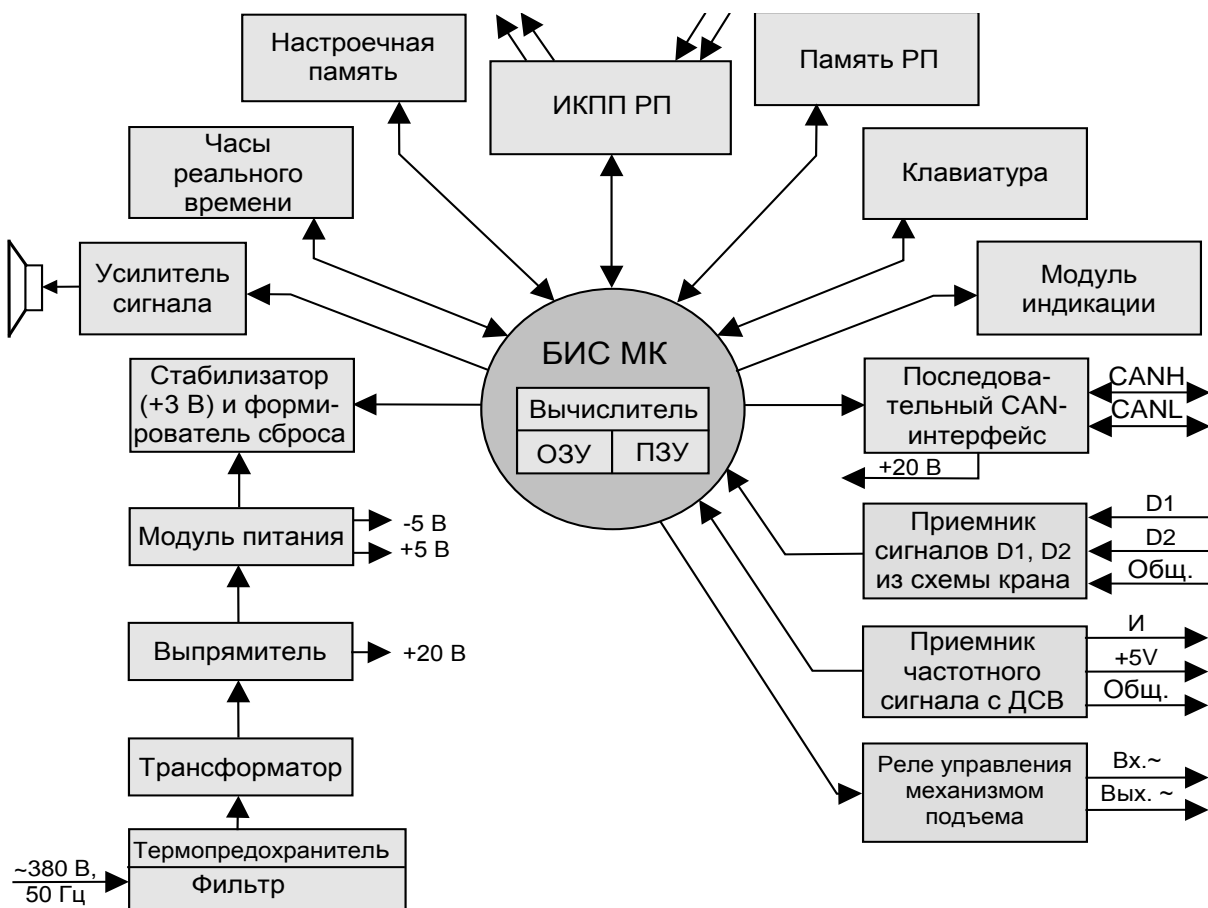 Настроечная
память
ИКПП РП
Память РП
Часы
реального
времени
Клавиатура
Усилитель
сигнала
Модуль
индикации
БИС МК
Вычислитель
ОЗУ
ПЗУ
Стабилизатор
(+3 В) и форми-
рователь сброса
Последова-
тельный CAN-
интерфейс
CANH
CANL
+20 В
Модуль питания
-5 В
+5 В
Приемник
сигналов D1, D2
из схемы крана
D1
D2
Общ.
Выпрямитель
+20 В
Приемник
частотного
сигнала с ДСВ
И
+5V
Общ.
Трансформатор
Реле управления
механизмом
подъема
Вх.~
Вых. ~
Термопредохранитель
Фильтр
~380 В,
50 Гц